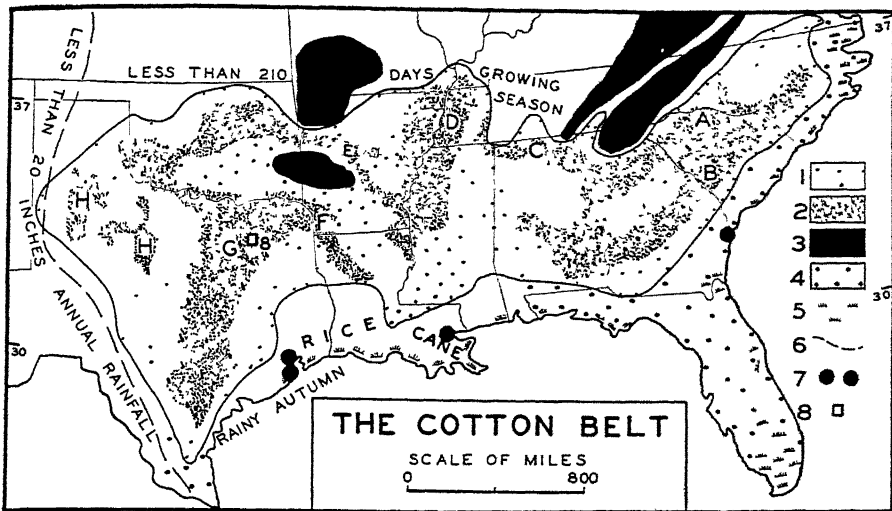 37
LESS THAN 210 DAYS GROWING SEASON
37
LESS THAN 20 INCHES ANNUAL RAINFALL
D
A
E
C
B
1
2
3
4
5
6
7
8
H
H
F
G
8
30
30
RICE
CANE
RAINY AUTUMN
THE COTTON BELT
SCALE OF MILES
0 800